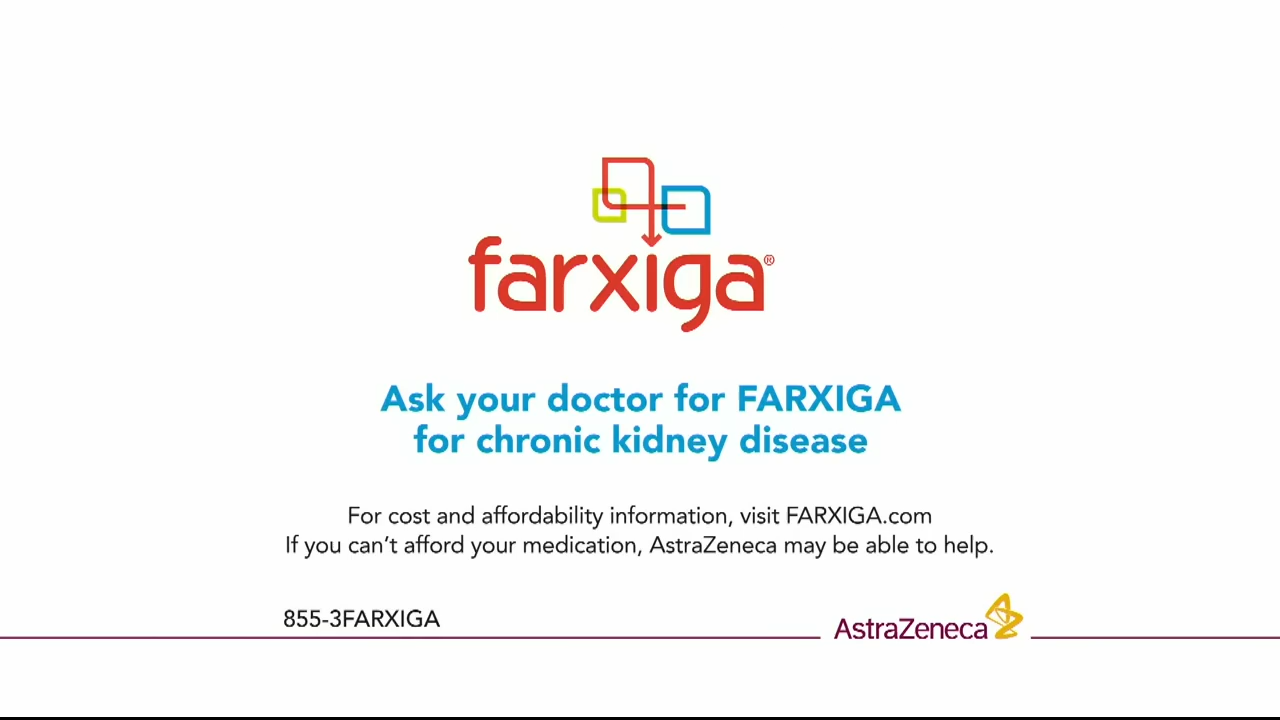 farxiga®
Ask your doctor for FARXIGA
for chronic kidney disease
For cost and affordability information, visit FARXIGA.com
If you can't afford your medication, AstraZeneca may be able to help.
855-3FARXIGA
AstraZeneca